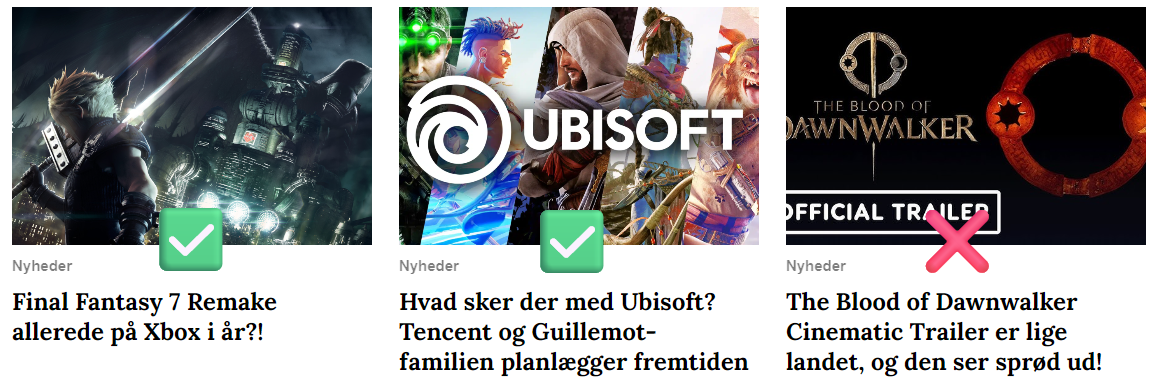 UBISOFT
THE BLOOD OF
DAWNWALKER
OFFICIAL TRAILER
Nyheder
Nyheder
Nyheder
Final Fantasy 7 Remake
allerede på Xbox i år?!
Hvad sker der med Ubisoft?
Tencent og Guillemot-
familien planlægger fremtiden
The Blood of Dawnwalker
Cinematic Trailer er lige
landet, og den ser sprød ud!